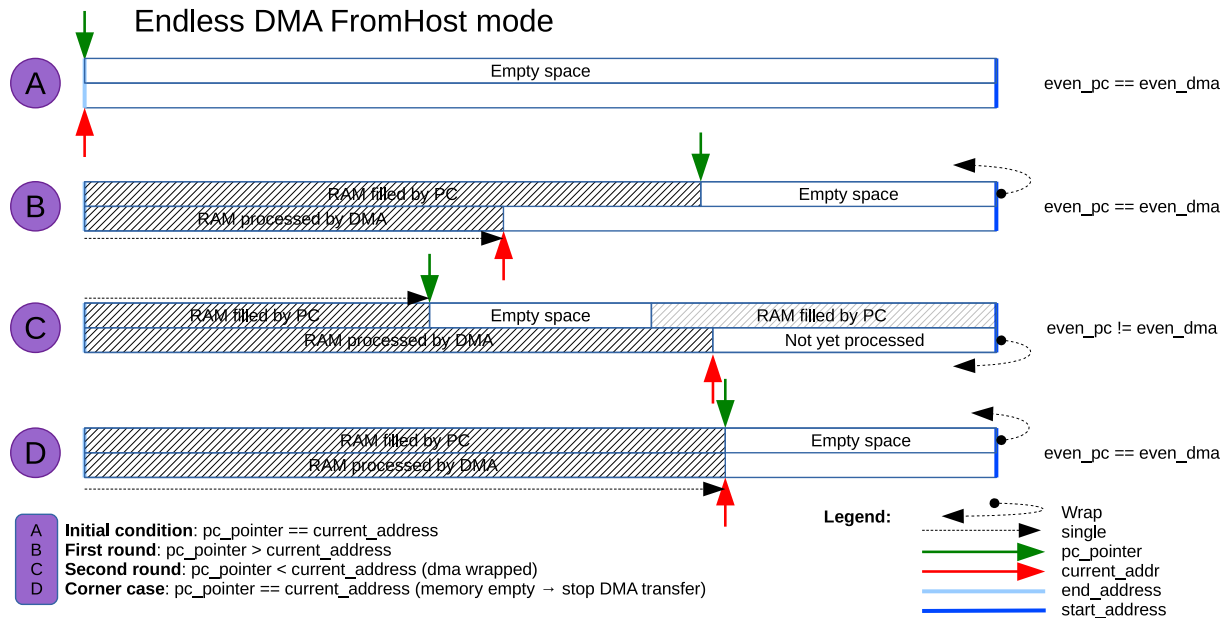 Endless DMA FromHost mode
A
Empty space
even_pc == even_dma
B
RAM filled by PC
Empty space
RAM processed by DMA
even_pc == even_dma
C
RAM filled by PC
Empty space
RAM filled by PC
RAM processed by DMA
Not yet processed
even_pc != even_dma
D
RAM filled by PC
Empty space
RAM processed by DMA
even_pc == even_dma
A Initial condition: pc_pointer == current_address
B First round: pc_pointer > current_address
C Second round: pc_pointer < current_address (dma wrapped)
D Corner case: pc_pointer == current_address (memory empty → stop DMA transfer)
Legend:
Wrap
single
pc_pointer
current_addr
end_address
start_address